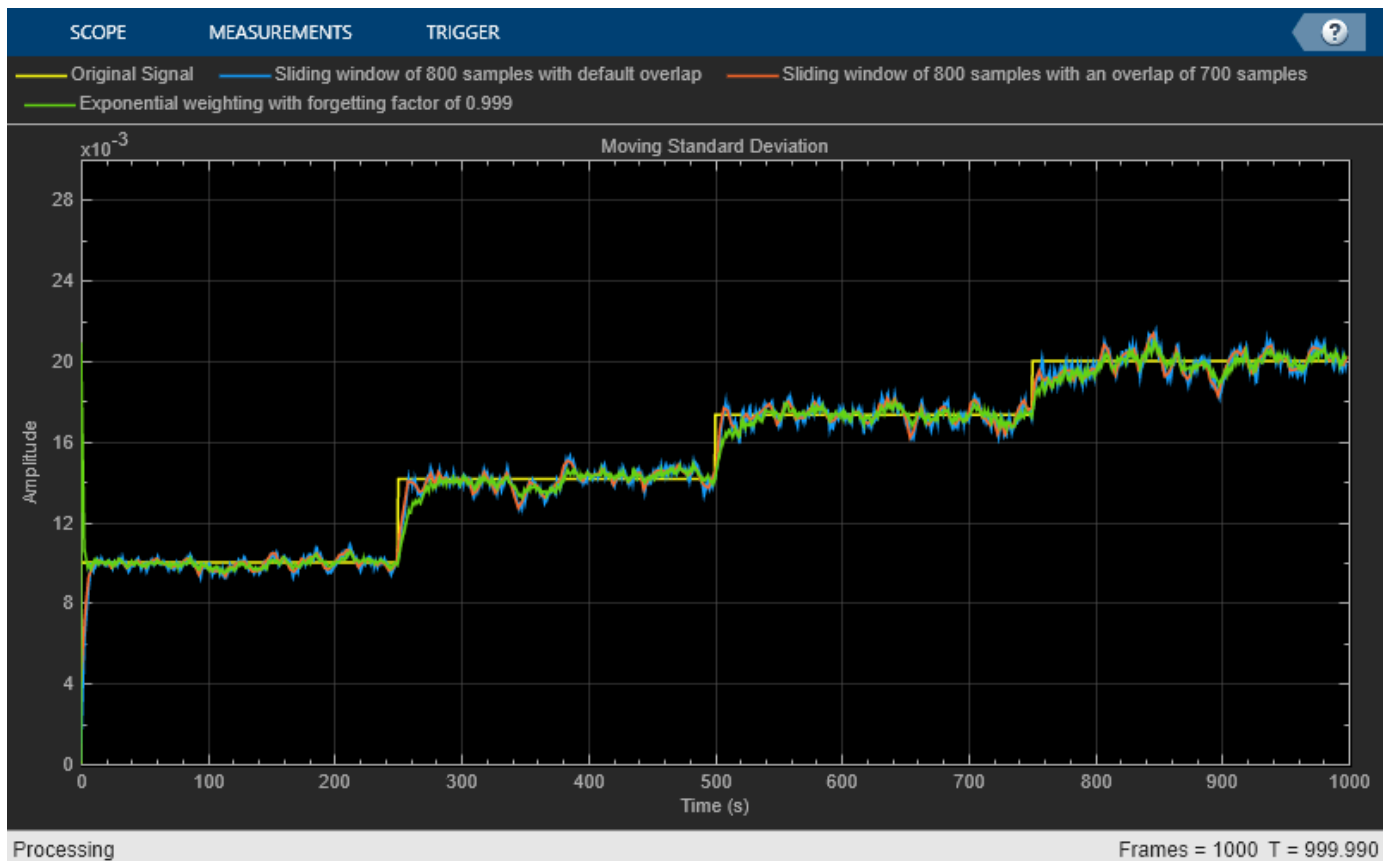 SCOPE MEASUREMENTS TRIGGER ?
Original Signal Sliding window of 800 samples with default overlap Sliding window of 800 samples with an overlap of 700 samples
Exponential weighting with forgetting factor of 0.999
x10-3 Moving Standard Deviation
28
24
20
16
12
8
4
0
Amplitude
0 100 200 300 400 500 600 700 800 900 1000
Time (s)
Processing Frames = 1000 T = 999.990